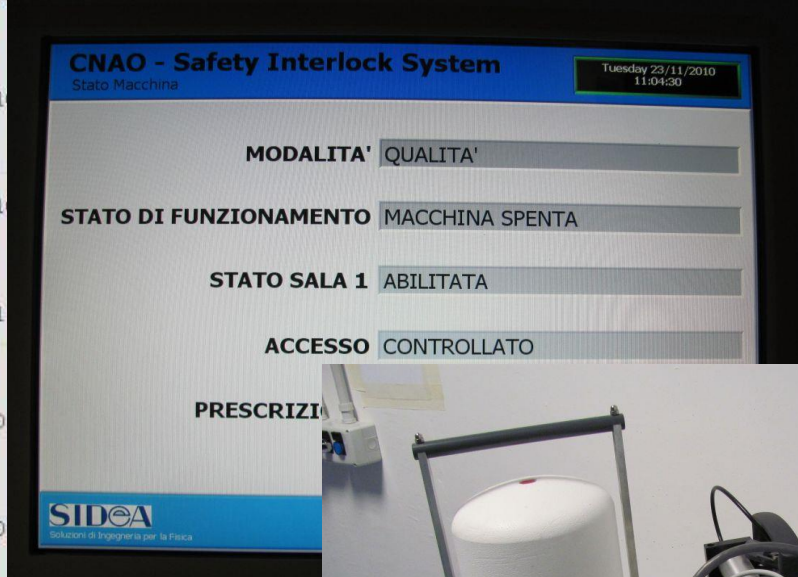 CNAO - Safety Interlock System
Stato Macchina
Tuesday 23/11/2010
11:04:30
MODALITA' QUALITA'
STATO DI FUNZIONAMENTO MACCHINA SPENTA
STATO SALA 1 ABILITATA
ACCESSO CONTROLLATO
PRESCRIZI
SIDeA
Soluzioni di Ingegneria per la Fisica